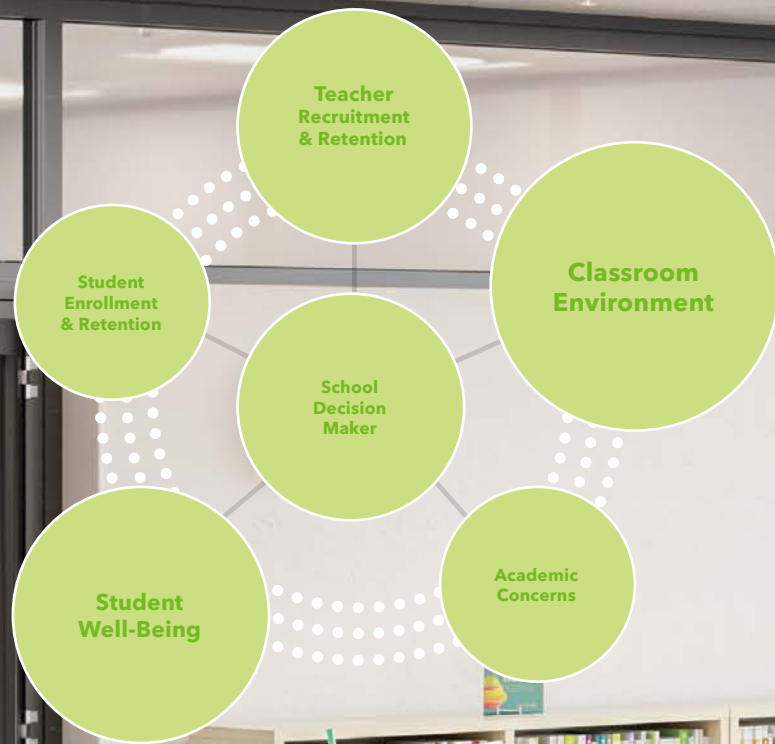 Teacher
Recruitment
& Retention
Classroom
Environment
Student
Enrollment
& Retention
School
Decision
Maker
Academic
Concerns
Student
Well-Being